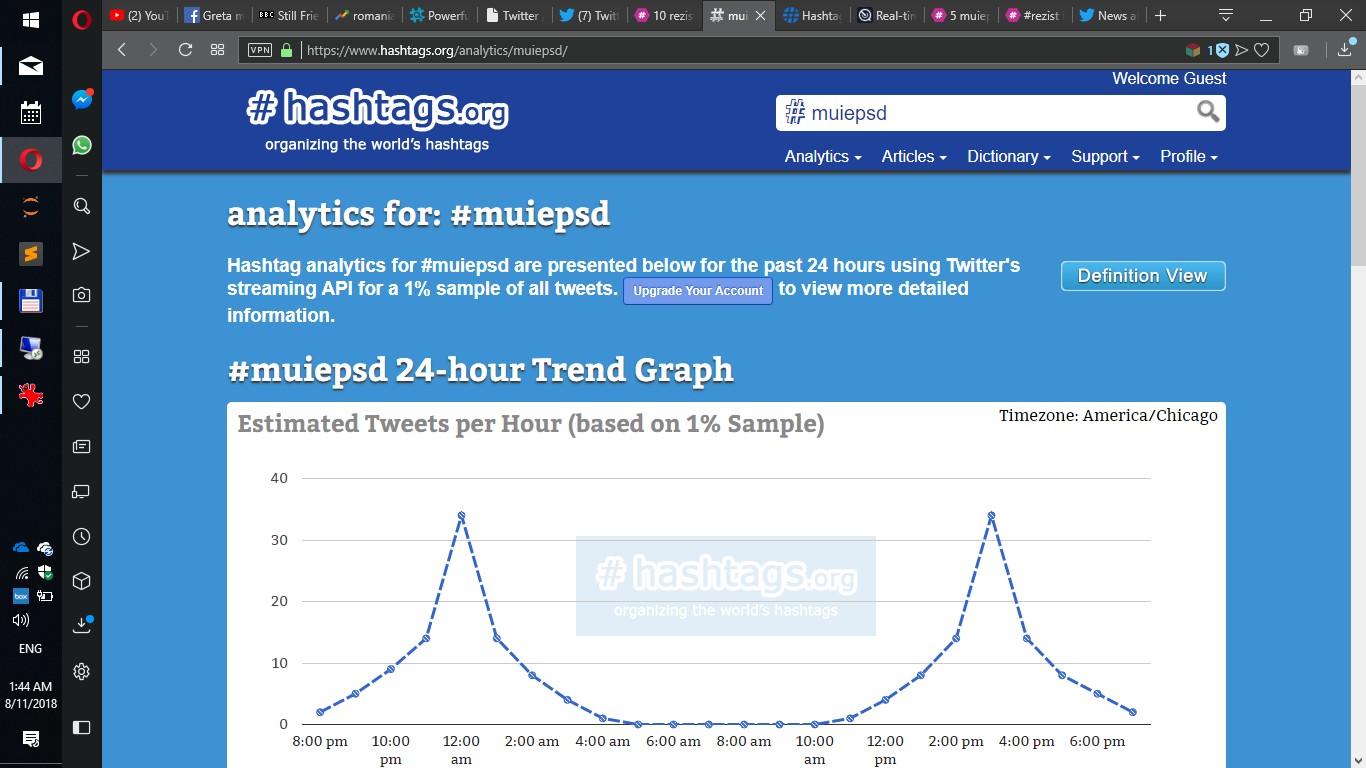 (2) YouT
Greta m
BBC Still Frie
romania
Powerfu
Twitter
(7) Twit
10 rezis
mui
Hashta
Real-tin
5 muiep
#rezist
News a
VPN
https://www.hashtags.org/analytics/muiepsd/
1
Welcome Guest
# hashtags.org
organizing the world's hashtags
# muiepsd
Analytics
Articles
Dictionary
Support
Profile
analytics for: #muiepsd
Hashtag analytics for #muiepsd are presented below for the past 24 hours using Twitter's
streaming API for a 1% sample of all tweets. Upgrade Your Account to view more detailed
information.
Definition View
#muiepsd 24-hour Trend Graph
Estimated Tweets per Hour (based on 1% Sample)
Timezone: America/Chicago
40
30
20
10
0
# hashtags.org
organizing the world's hashtags
8:00 pm
10:00
pm
12:00
am
2:00 am
4:00 am
6:00 am
8:00 am
10:00
am
12:00
pm
2:00 pm
4:00 pm
6:00 pm
box
ENG
1:44 AM
8/11/2018